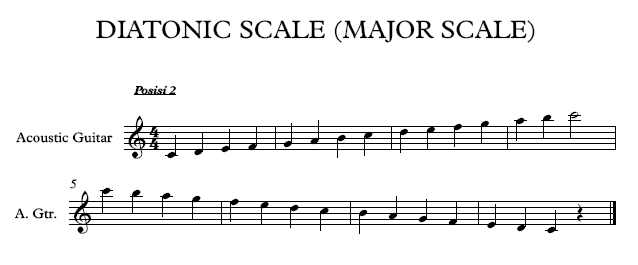 DIATONIC SCALE (MAJOR SCALE)
Posisi 2
Acoustic Guitar
4
4
5
A. Gtr.